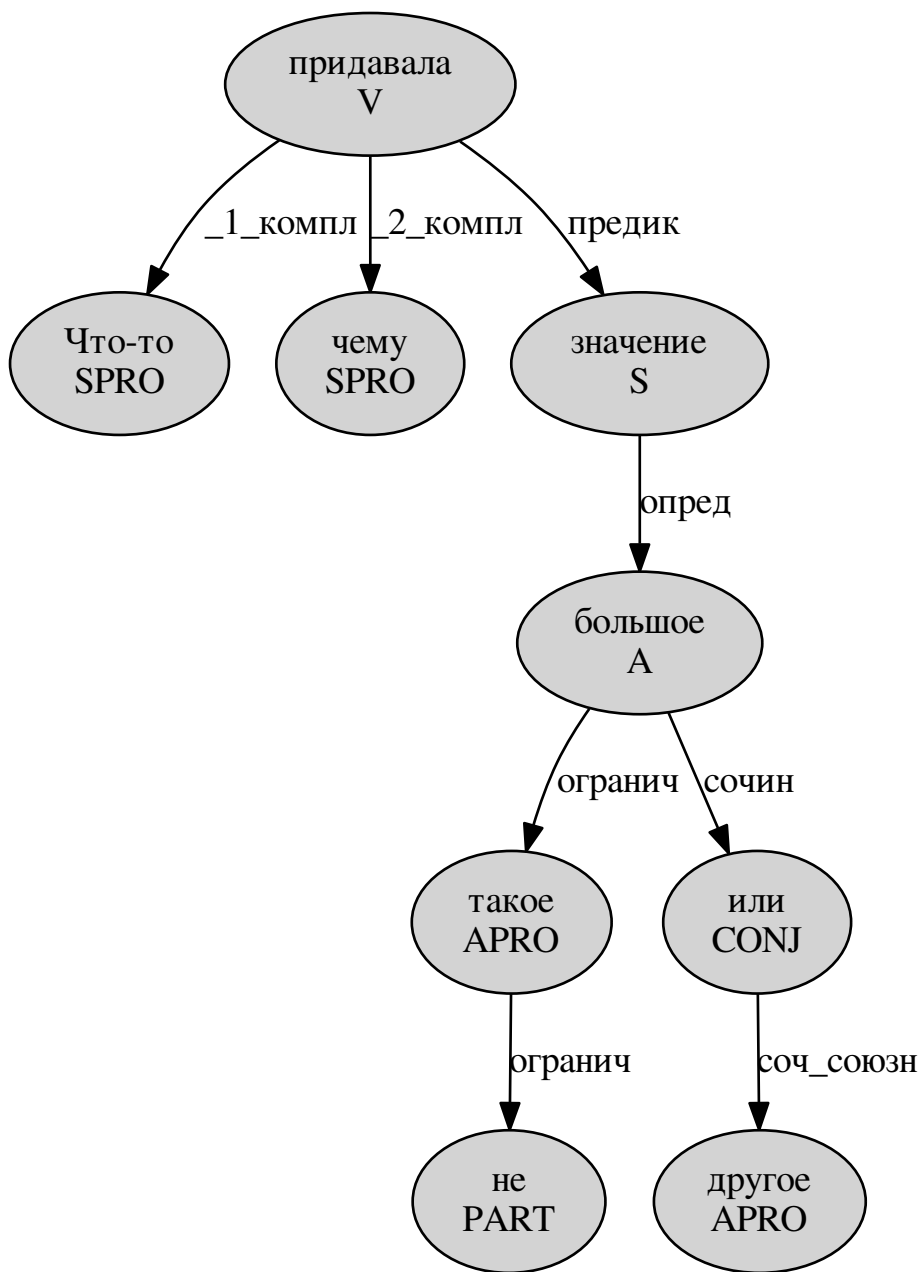 придавала
V
_1_компл
_2_компл
предик
Что-то
SPRO
чему
SPRO
значение
S
опред
большое
A
огранич
сочин
такое
APRO
или
CONJ
огранич
соч_союзн
не
PART
другое
APRO